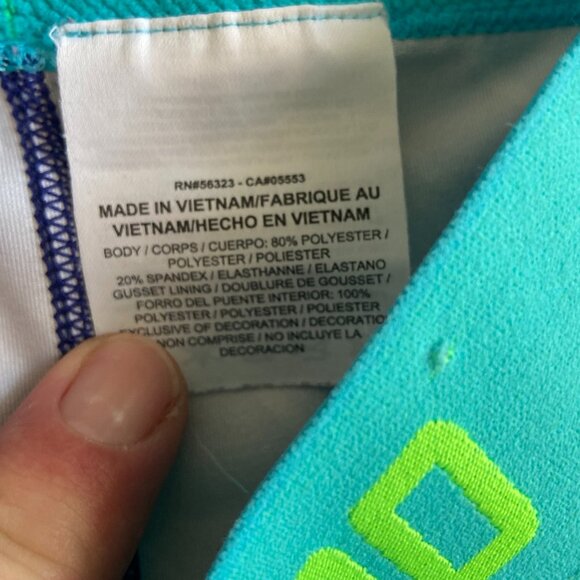 RN#56323 - CA#05553
MADE IN VIETNAM/FABRIQUE AU
VIETNAM/HECHO EN VIETNAM
BODY / CORPS / CUERPO: 80% POLYESTER /
POLYESTER / POLIESTER
20% SPANDEX / ELASTHANNE / ELASTANO
GUSSET LINING / DOUBLURE DE GOUSSET /
FORRO DEL PUENTE INTERIOR: 100%
POLYESTER / POLYESTER / POLIESTER
EXCLUSIVE OF DECORATION / DECORATION
NON COMPRISE / NO INCLUYE LA
DECORACION